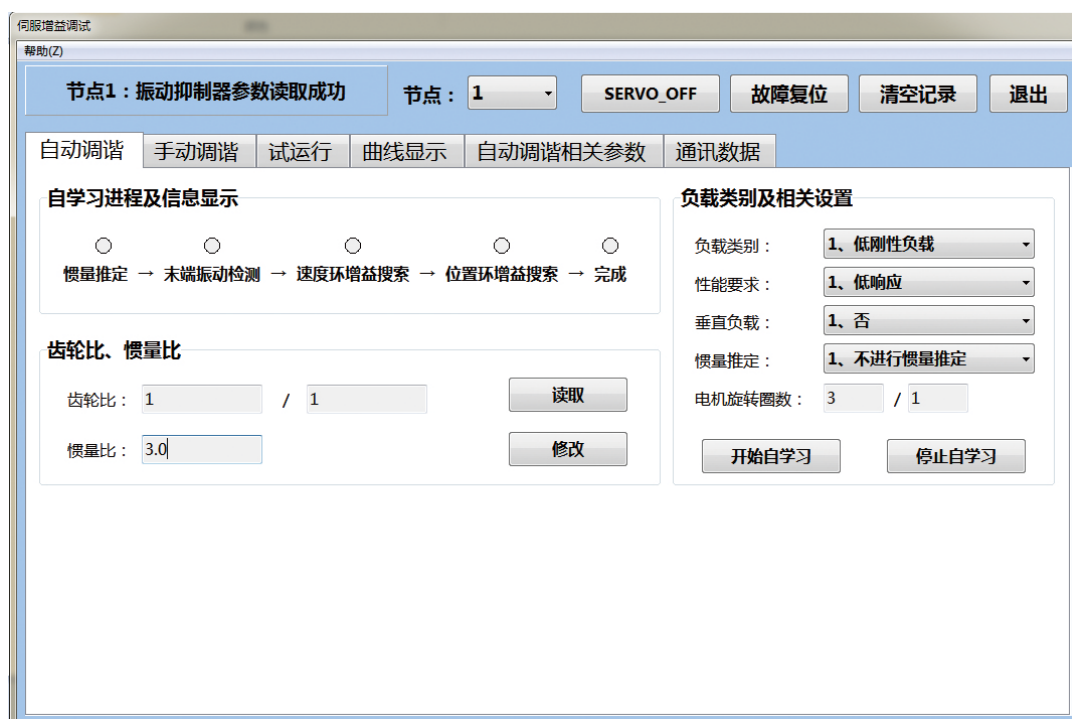 伺服增益调试
帮助(Z)
节点1：振动抑制器参数读取成功 节点： 1 SERVO_OFF 故障复位 清空记录 退出
自动调谐 手动调谐 试运行 曲线显示 自动调谐相关参数 通讯数据
自学习进程及信息显示
惯量推定 → 末端振动检测 → 速度环增益搜索 → 位置环增益搜索 → 完成
齿轮比、惯量比
齿轮比： 1 / 1 读取
惯量比： 3.0 修改
负载类别及相关设置
负载类别： 1、低刚性负载
性能要求： 1、低响应
垂直负载： 1、否
惯量推定： 1、不进行惯量推定
电机旋转圈数： 3 / 1
开始自学习 停止自学习